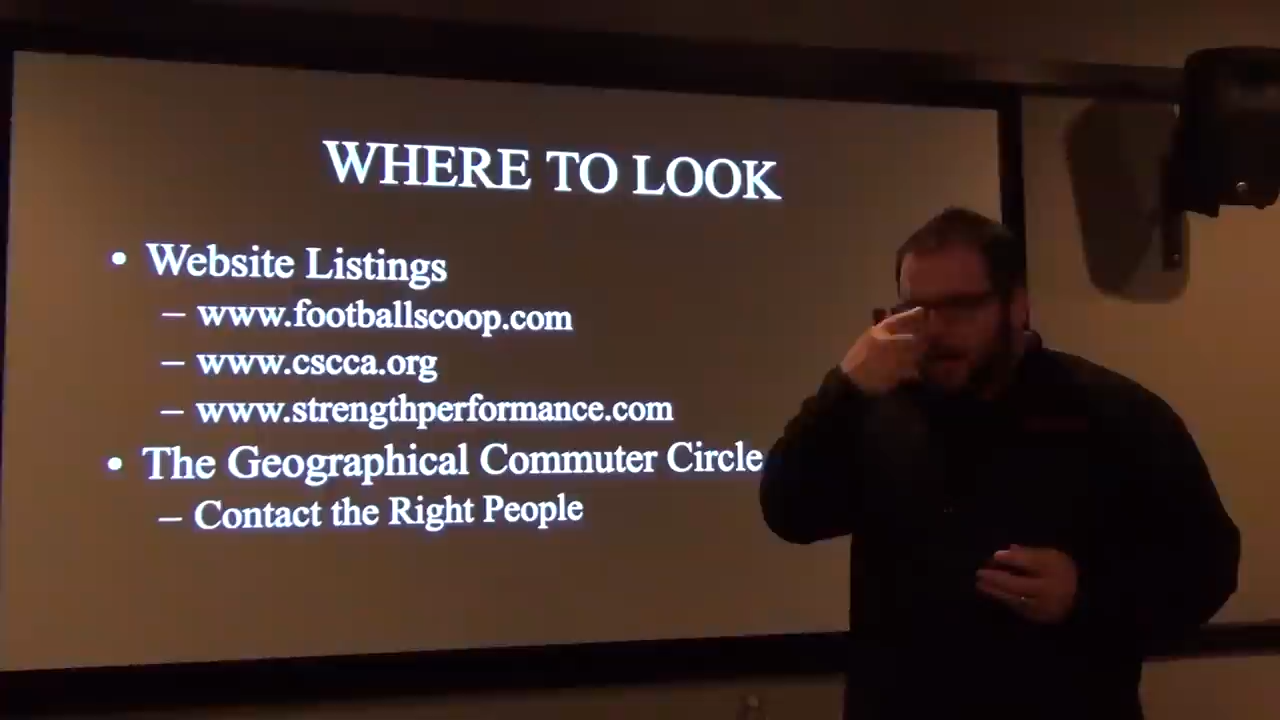 WHERE TO LOOK
• Website Listings
– www.footballscoop.com
– www.cscca.org
– www.strengthperformance.com
• The Geographical Commuter Circle
– Contact the Right People